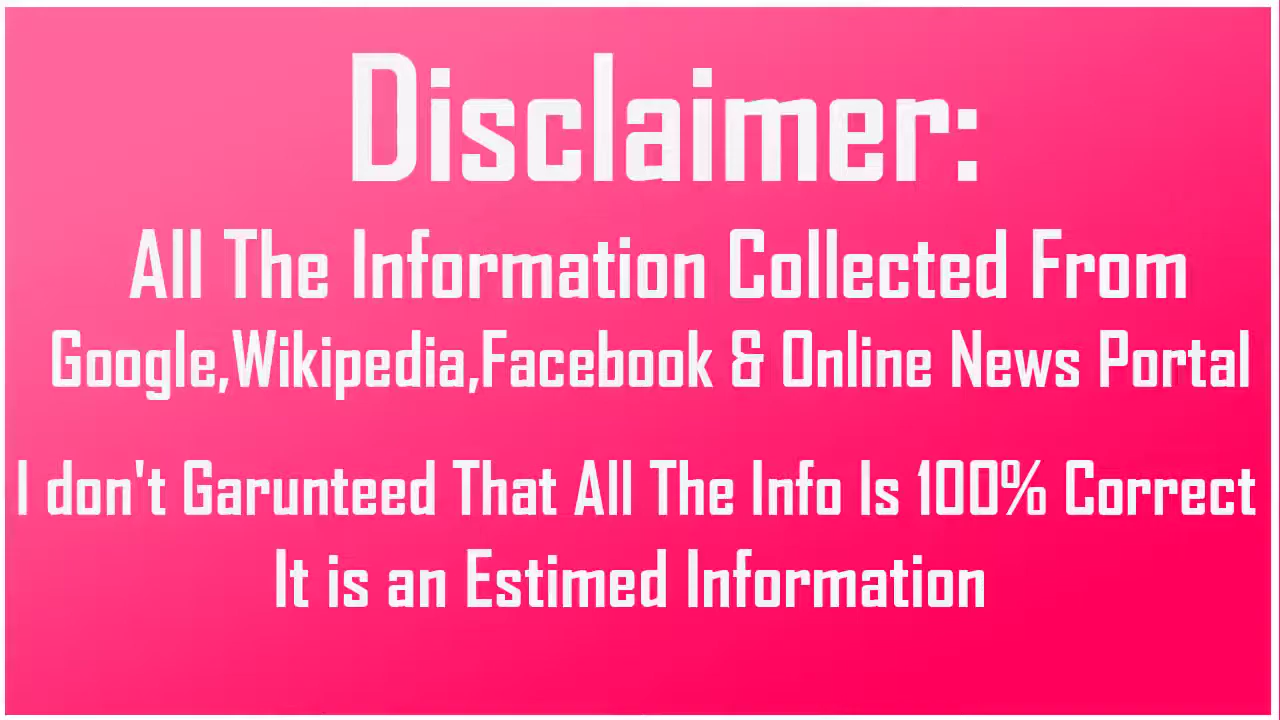 Disclaimer:
All The Information Collected From
Google,Wikipedia,Facebook & Online News Portal
I don't Garunteed That All The Info Is 100% Correct
It is an Estimed Information